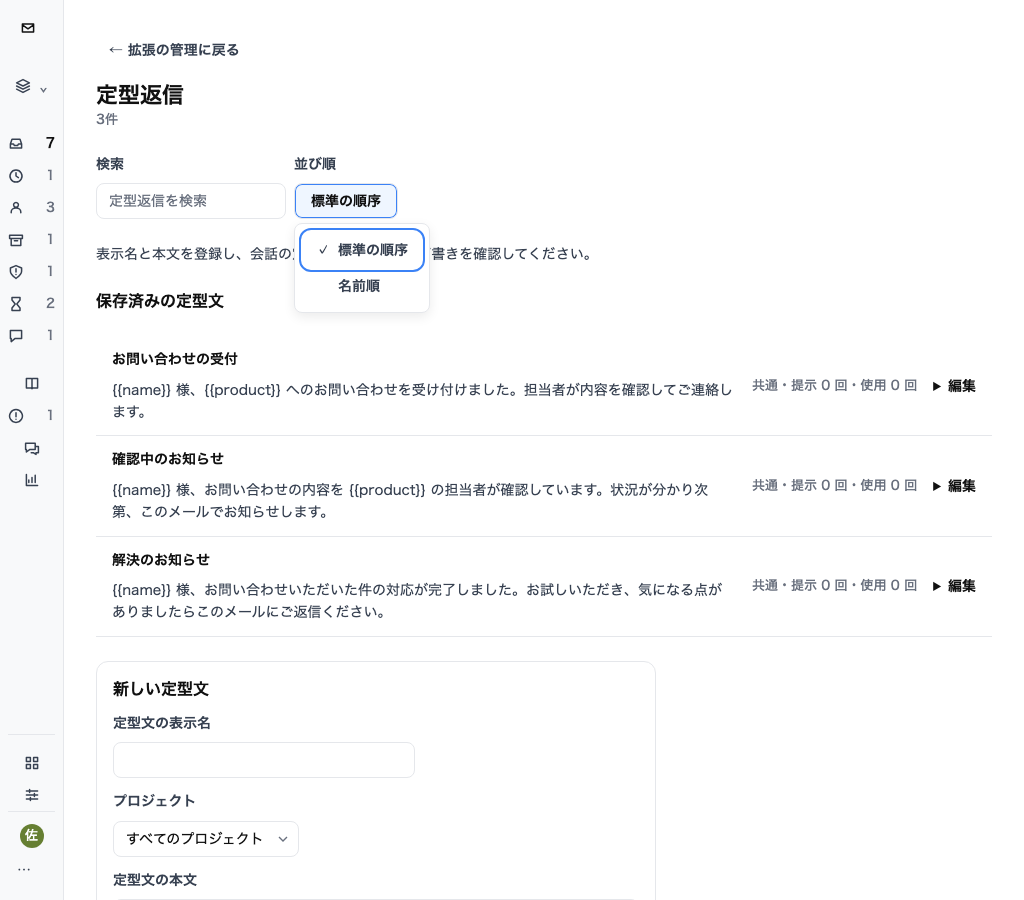 ← 拡張の管理に戻る
定型返信
3件
検索
並び順
定型返信を検索
標準の順序
✓ 標準の順序
名前順
表示名と本文を登録し、会話の
書きを確認してください。
保存済みの定型文
お問い合わせの受付
{{name}} 様、{{product}} へのお問い合わせを受け付けました。担当者が内容を確認してご連絡し
ます。
共通・提示 0 回・使用 0 回 ▶ 編集
確認中のお知らせ
{{name}} 様、お問い合わせの内容を {{product}} の担当者が確認しています。状況が分かり次
第、このメールでお知らせします。
共通・提示 0 回・使用 0 回 ▶ 編集
解決のお知らせ
{{name}} 様、お問い合わせいただいた件の対応が完了しました。お試しいただき、気になる点が
ありましたらこのメールにご返信ください。
共通・提示 0 回・使用 0 回 ▶ 編集
新しい定型文
定型文の表示名
プロジェクト
すべてのプロジェクト
定型文の本文
7
1
3
1
1
2
1
1
佐
…